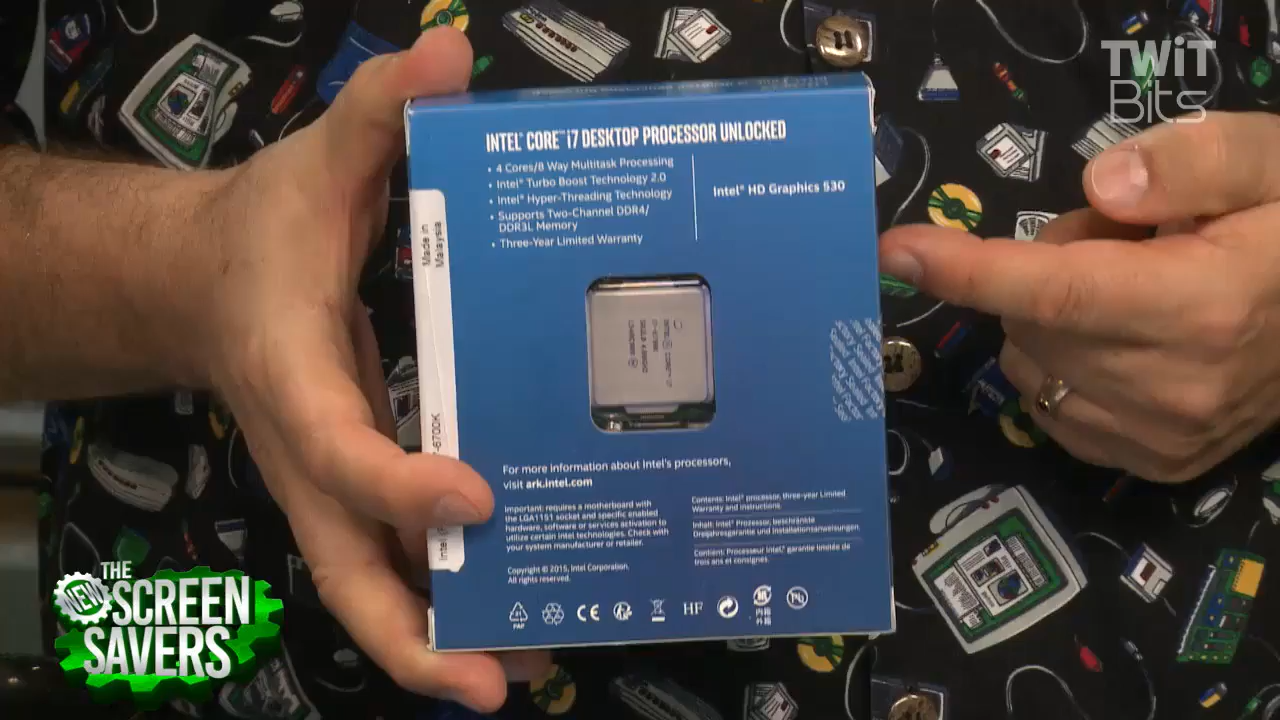 TWiT
Bits
INTEL® CORE™ i7 DESKTOP PROCESSOR UNLOCKED
• 4 Cores/8 Way Multitask Processing
• Intel® Turbo Boost Technology 2.0
• Intel® Hyper-Threading Technology
• Supports Two-Channel DDR4/
DDR3L Memory
• Three-Year Limited Warranty
Intel® HD Graphics 530
Made in
Malaysia
-6700K
For more information about Intel's processors,
visit ark.intel.com
Important: requires a motherboard with
the LGA1151 socket and specific enabled
hardware, software or services activation to
utilize certain Intel technologies. Check with
your system manufacturer or retailer.
Copyright © 2015, Intel Corporation.
All rights reserved.
Contents: Intel® processor, three-year Limited
Warranty and instructions.
Inhalt: Intel® Prozessor, beschränkte
Dreijahresgarantie und Installationsanweisungen.
Contient: Processeur Intel®, garantie limitée de
trois ans et consignes.
PAP
CE
HF
THE
NEW SCREEN
SAVERS